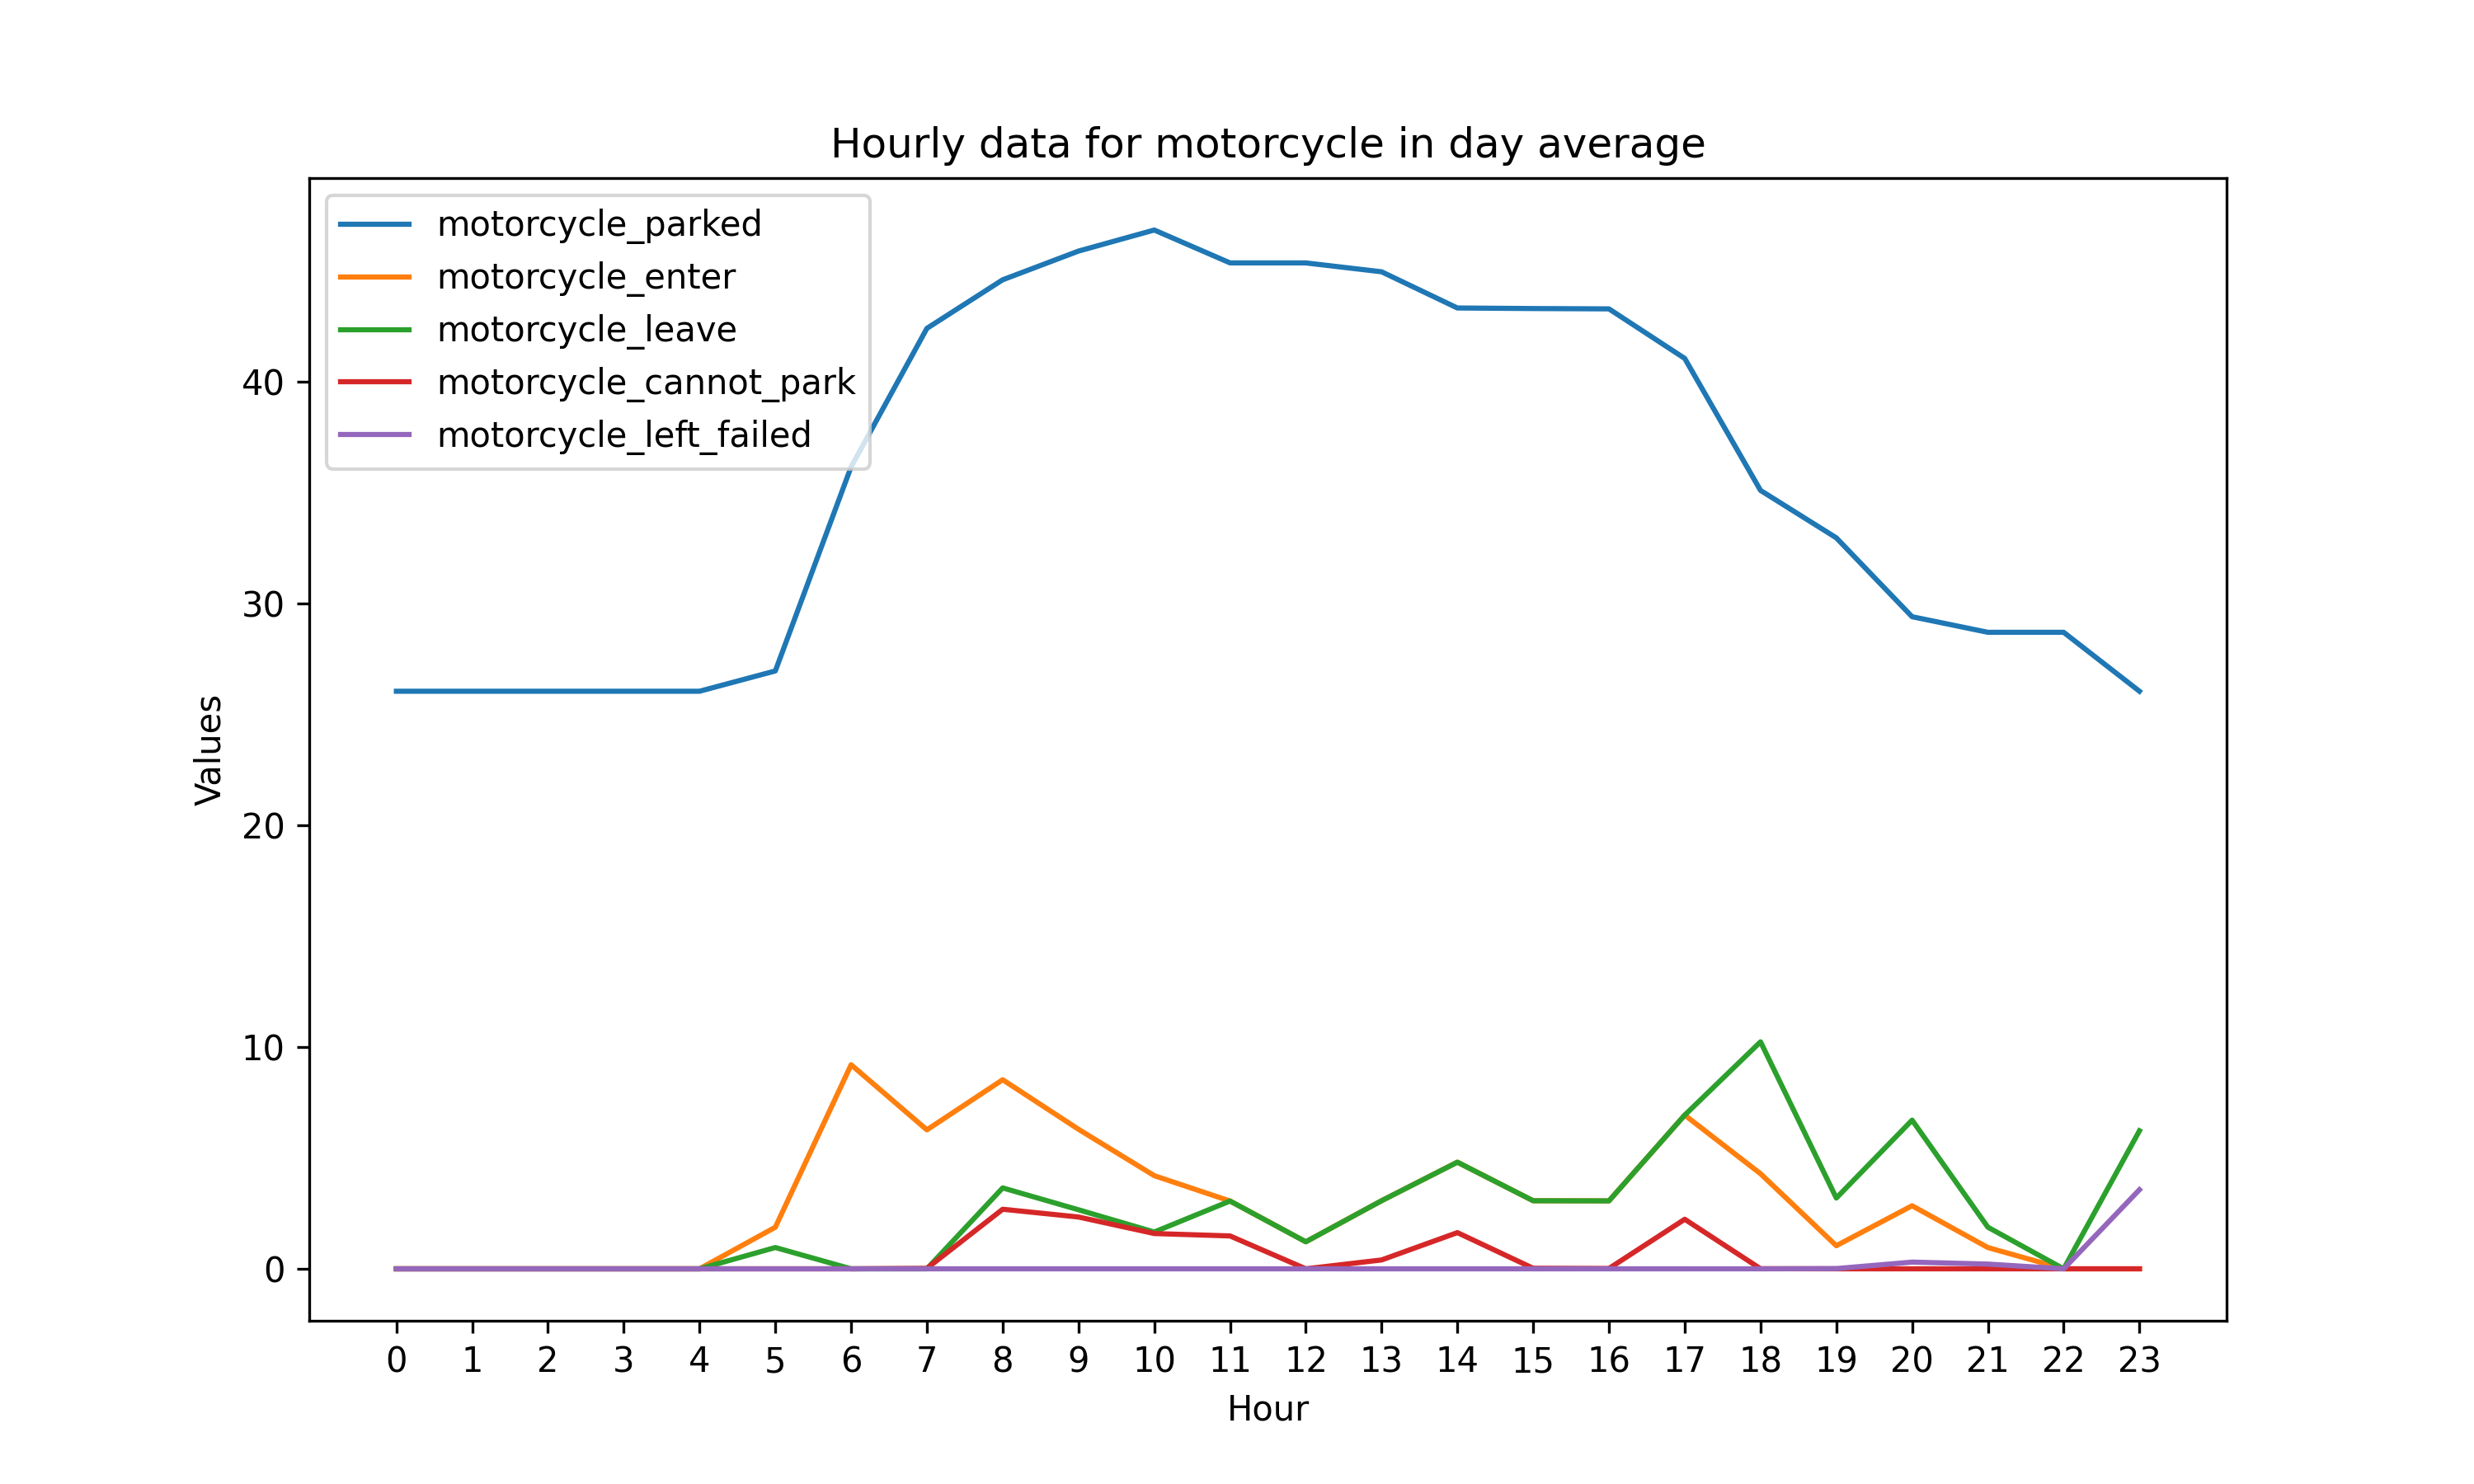 Hourly data for motorcycle in day average
motorcycle_parked
motorcycle_enter
motorcycle_leave
motorcycle_cannot_park
motorcycle_left_failed
40
30
20
10
0
Values
0 1 2 3 4 5 6 7 8 9 10 11 12 13 14 15 16 17 18 19 20 21 22 23
Hour